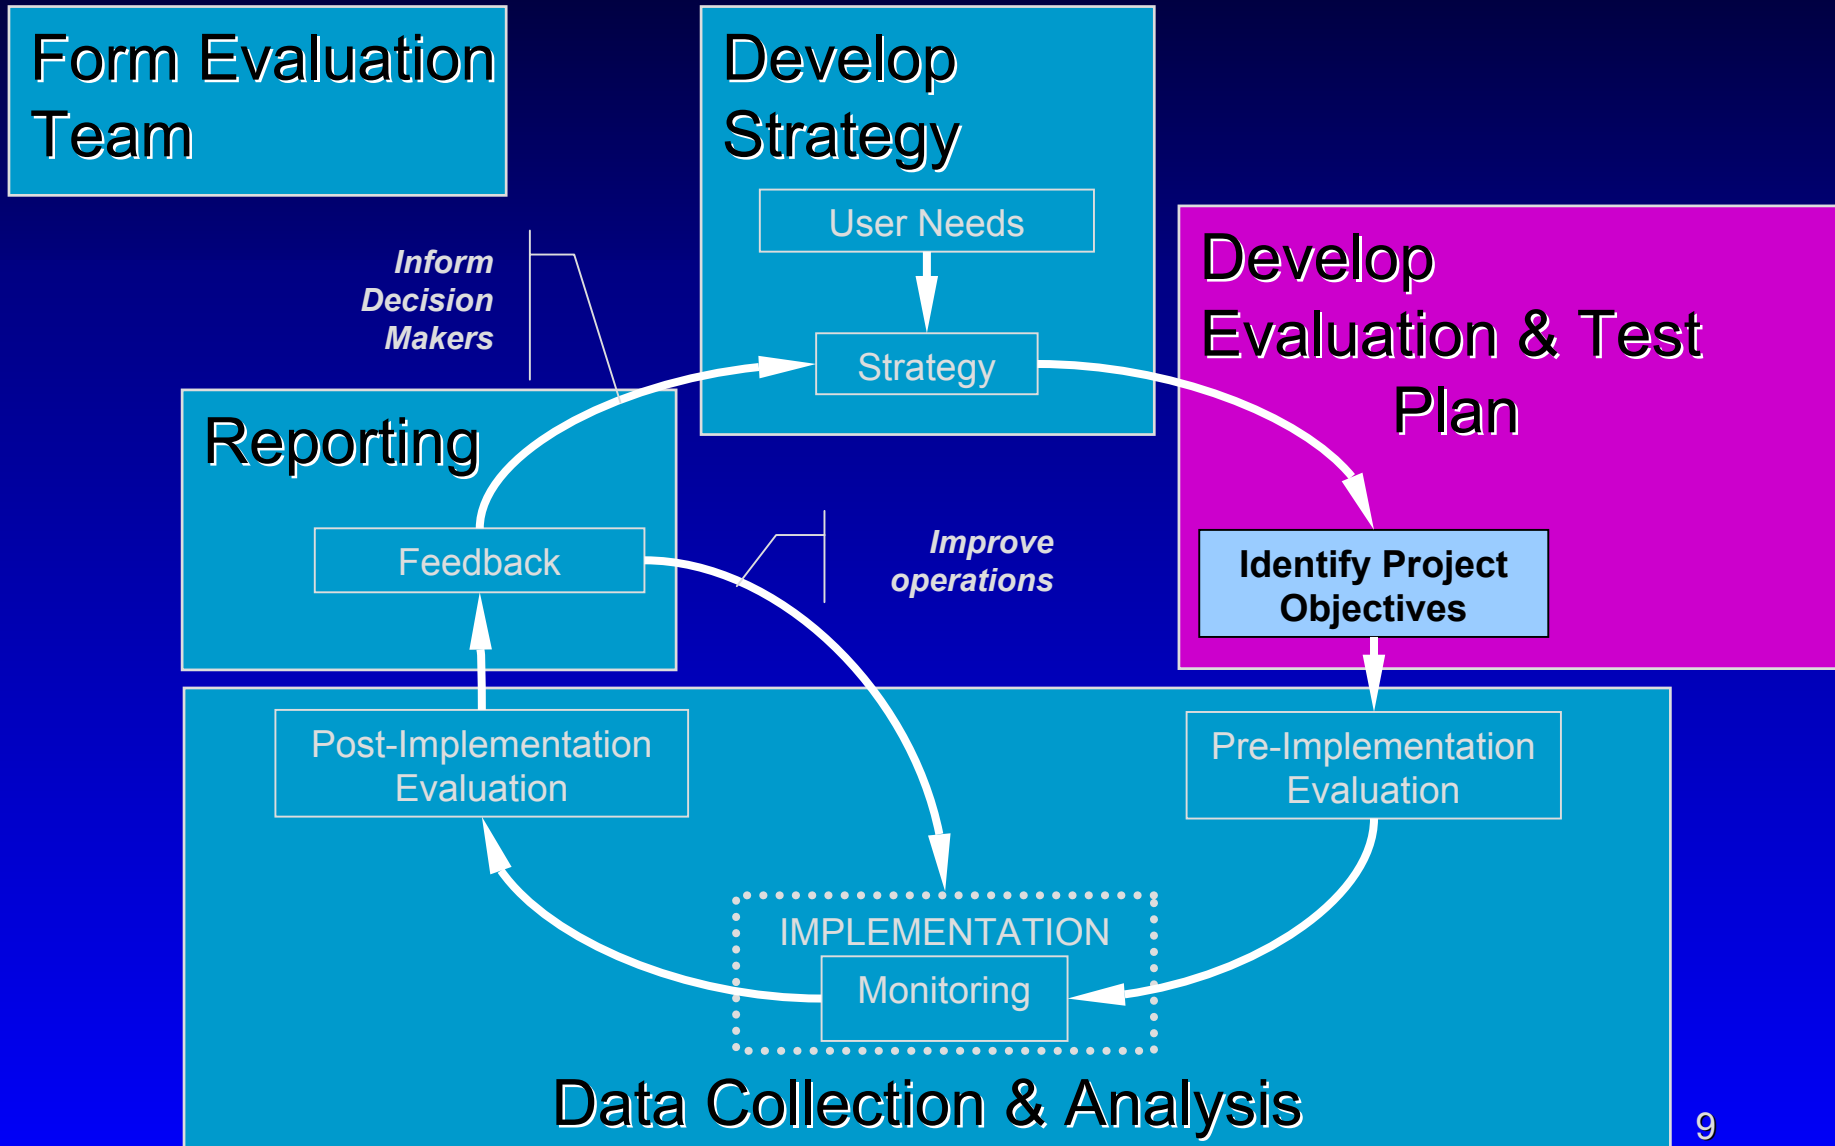 Form Evaluation
Team
Develop
Strategy
User Needs
Strategy
Inform
Decision
Makers
Develop
Evaluation & Test
Plan
Identify Project
Objectives
Reporting
Feedback
Improve
operations
Post-Implementation
Evaluation
Pre-Implementation
Evaluation
IMPLEMENTATION
Monitoring
Data Collection & Analysis
9